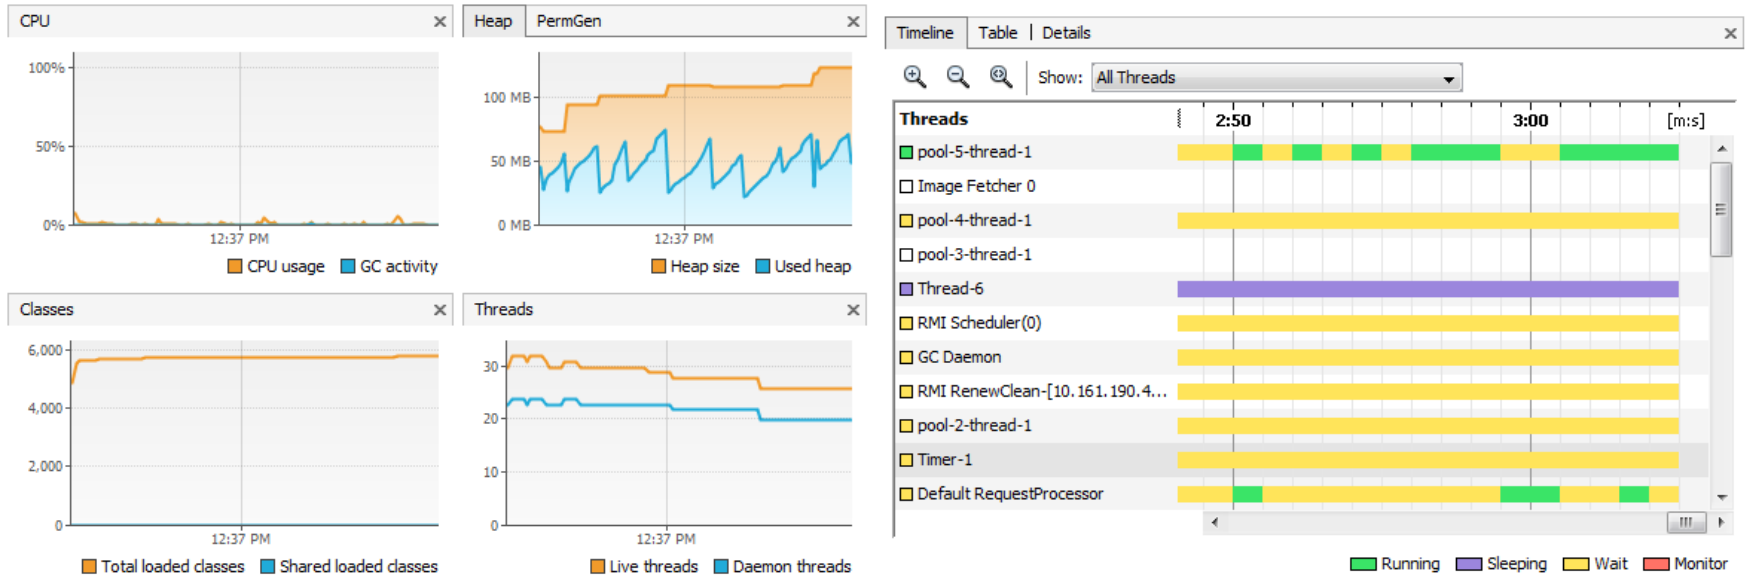 CPU
100%
50%
0%
12:37 PM
CPU usage GC activity
Heap PermGen
100 MB
50 MB
0 MB
12:37 PM
Heap size Used heap
Classes
6,000
4,000
2,000
0
12:37 PM
Total loaded classes Shared loaded classes
Threads
30
20
10
0
12:37 PM
Live threads Daemon threads
Timeline Table Details
Show: All Threads
Threads 2:50 3:00 [m:s]
pool-5-thread-1
Image Fetcher 0
pool-4-thread-1
pool-3-thread-1
Thread-6
RMI Scheduler(0)
GC Daemon
RMI RenewClean-[10.161.190.4...
pool-2-thread-1
Timer-1
Default RequestProcessor
Running Sleeping Wait Monitor